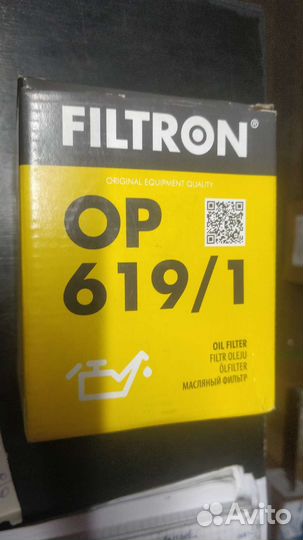 FILTRON®
ORIGINAL EQUIPMENT QUALITY
OP
619/1
OIL FILTER
FILTR OLEJU
ÖLFILTER
МАСЛЯНЫЙ ФИЛЬТР
Avito